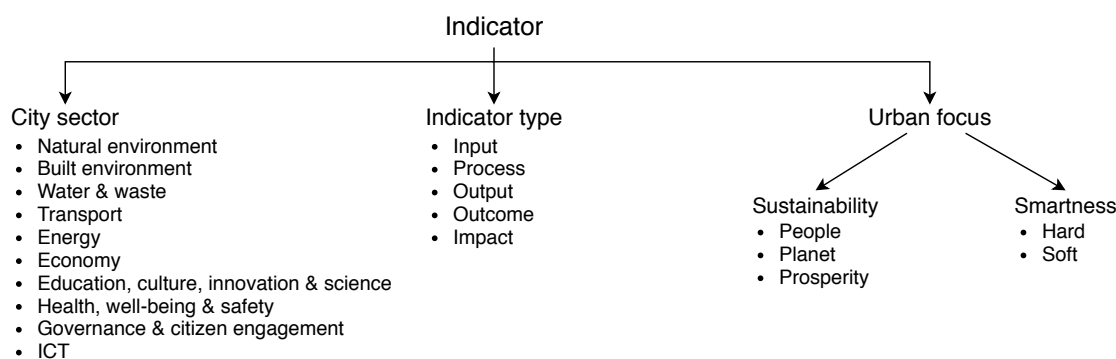 Indicator
City sector
• Natural environment
• Built environment
• Water & waste
• Transport
• Energy
• Economy
• Education, culture, innovation & science
• Health, well-being & safety
• Governance & citizen engagement
• ICT
Indicator type
• Input
• Process
• Output
• Outcome
• Impact
Urban focus
Sustainability
• People
• Planet
• Prosperity
Smartness
• Hard
• Soft